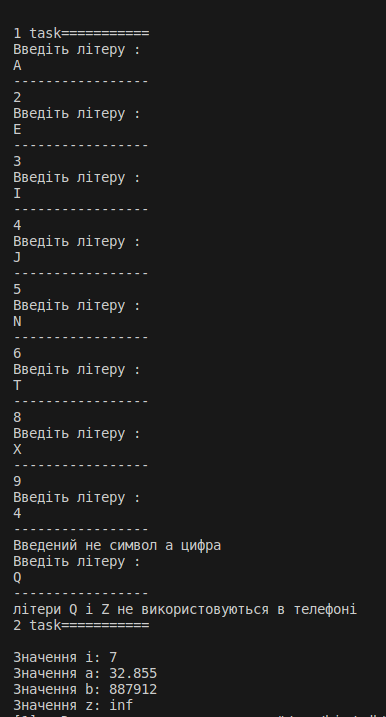 1 task===========
Введіть літеру :
A
-----------------
2
Введіть літеру :
E
-----------------
3
Введіть літеру :
I
-----------------
4
Введіть літеру :
J
-----------------
5
Введіть літеру :
N
-----------------
6
Введіть літеру :
T
-----------------
8
Введіть літеру :
X
-----------------
9
Введіть літеру :
4
-----------------
Введений не символ а цифра
Введіть літеру :
Q
-----------------
літери Q і Z не використовуються в телефоні
2 task===========
Значення i: 7
Значення a: 32.855
Значення b: 887912
Значення z: inf